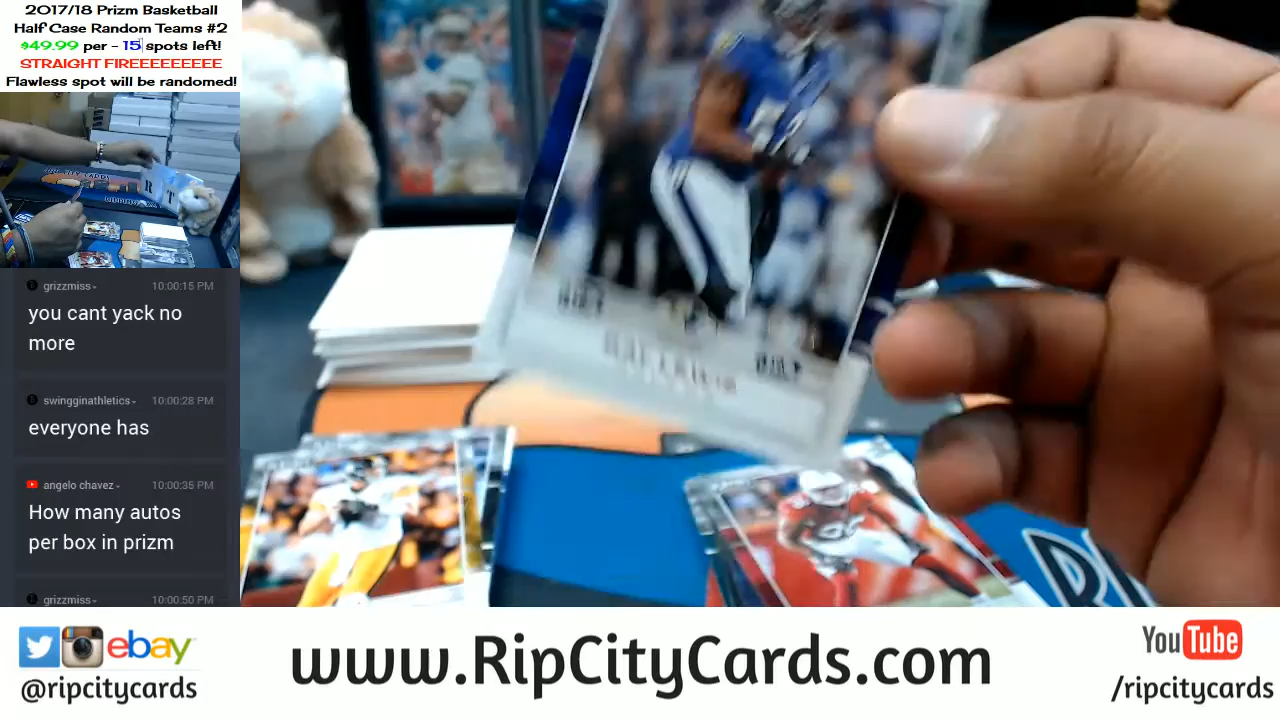 2017/18 Prizm Basketball
Half Case Random Teams #2
$49.99 per - 15 spots left!
STRAIGHT FIREEEEEEEEE
Flawless spot will be randomed!
grizzmiss
10:00:15 PM
you cant yack no
more
swingginathletics
10:00:28 PM
everyone has
angelo chavez
10:00:35 PM
How many autos
per box in prizm
grizzmiss
10:00:50 PM
ebay
@ripcitycards
www.RipCityCards.com
YouTube
/ripcitycards